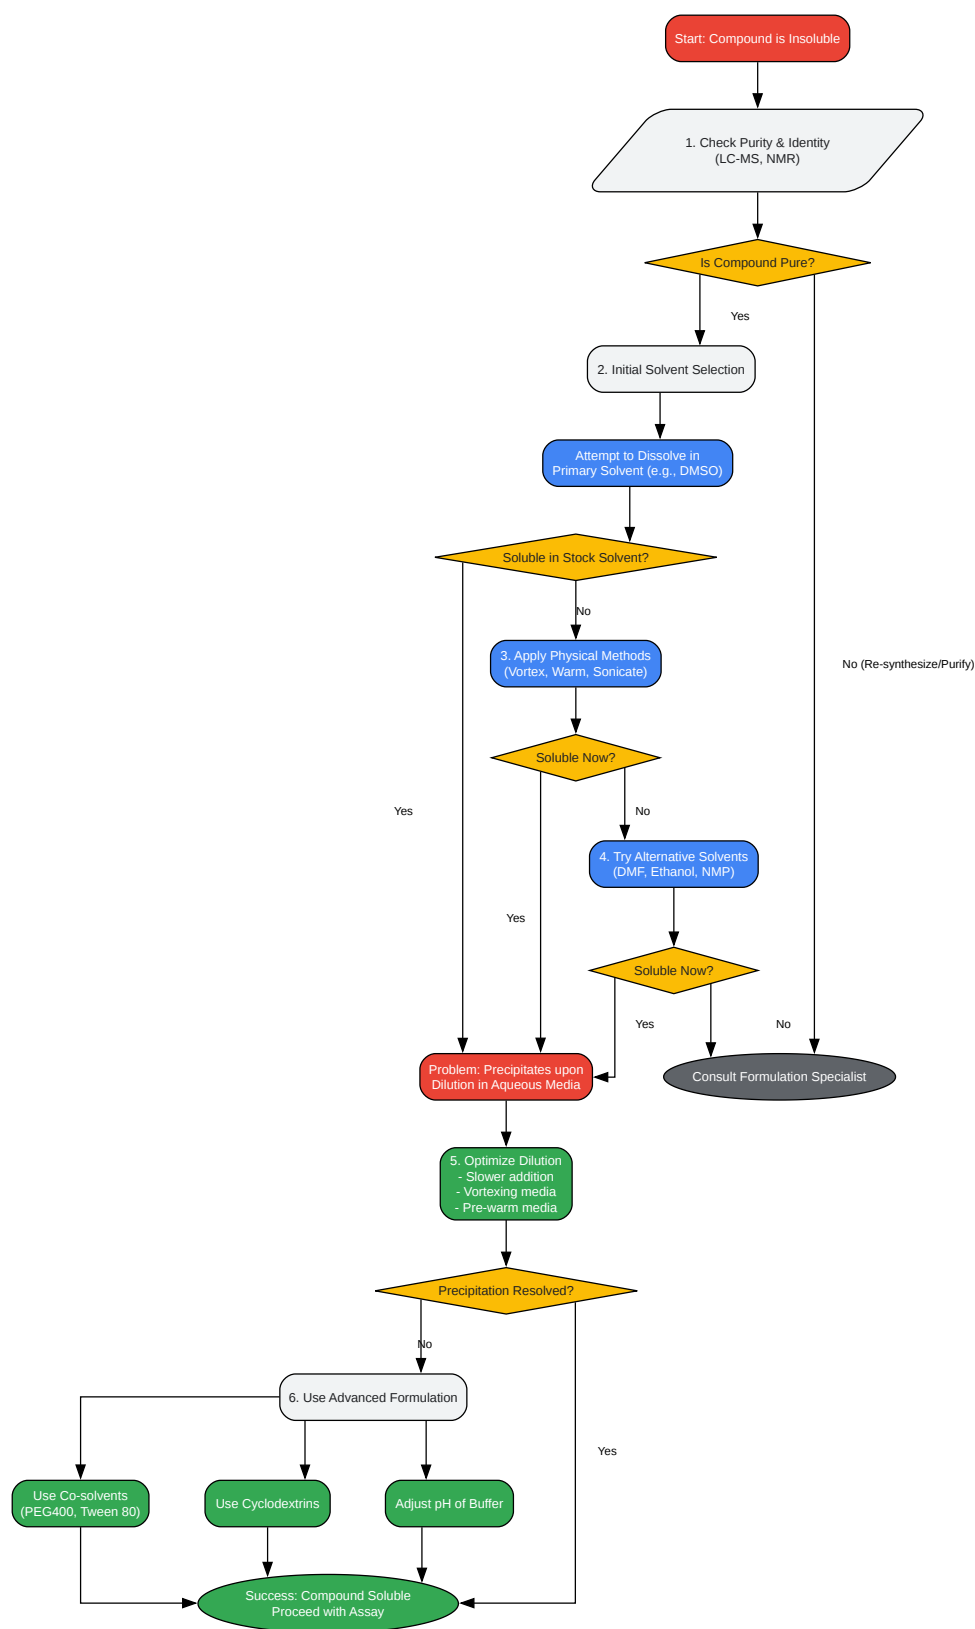 Start: Compound is Insoluble
1. Check Purity & Identity
(LC-MS, NMR)
Is Compound Pure?
Yes
2. Initial Solvent Selection
Attempt to Dissolve in
Primary Solvent (e.g., DMSO)
Soluble in Stock Solvent?
No
3. Apply Physical Methods
(Vortex, Warm, Sonicate)
No (Re-synthesize/Purify)
Soluble Now?
Yes
No
4. Try Alternative Solvents
(DMF, Ethanol, NMP)
Yes
Soluble Now?
Yes
No
Problem: Precipitates upon
Dilution in Aqueous Media
Consult Formulation Specialist
5. Optimize Dilution
- Slower addition
- Vortexing media
- Pre-warm media
Precipitation Resolved?
No
6. Use Advanced Formulation
Yes
Use Co-solvents
(PEG400, Tween 80)
Use Cyclodextrins
Adjust pH of Buffer
Success: Compound Soluble
Proceed with Assay